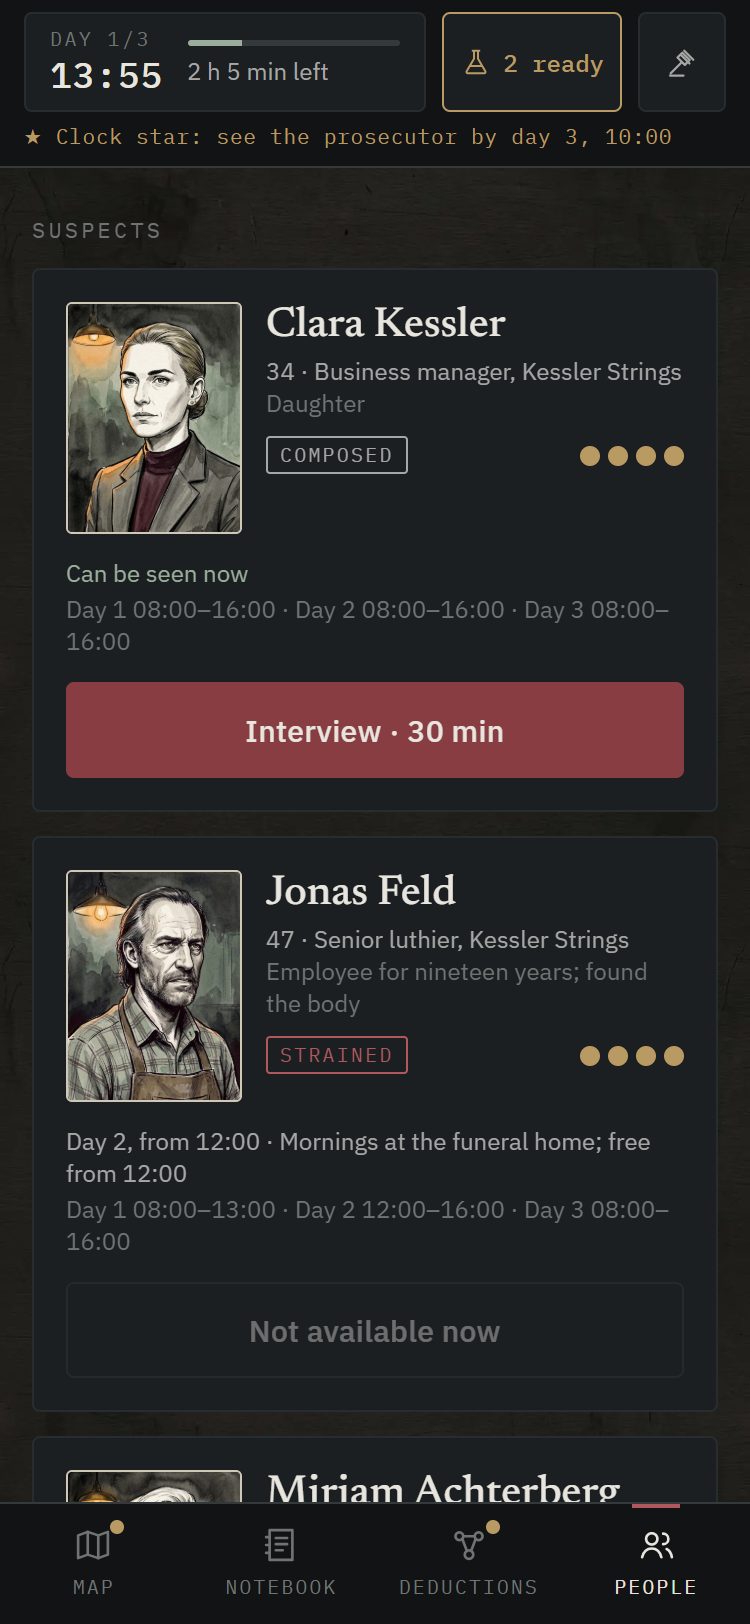 DAY 1/3
13:55
2 h 5 min left
2 ready
★ Clock star: see the prosecutor by day 3, 10:00
SUSPECTS
Clara Kessler
34 · Business manager, Kessler Strings
Daughter
COMPOSED
Can be seen now
Day 1 08:00–16:00 · Day 2 08:00–16:00 · Day 3 08:00–
16:00
Interview · 30 min
Jonas Feld
47 · Senior luthier, Kessler Strings
Employee for nineteen years; found
the body
STRAINED
Day 2, from 12:00 · Mornings at the funeral home; free
from 12:00
Day 1 08:00–13:00 · Day 2 12:00–16:00 · Day 3 08:00–
16:00
Not available now
Miriam Achterberg
MAP
NOTEBOOK
DEDUCTIONS
PEOPLE